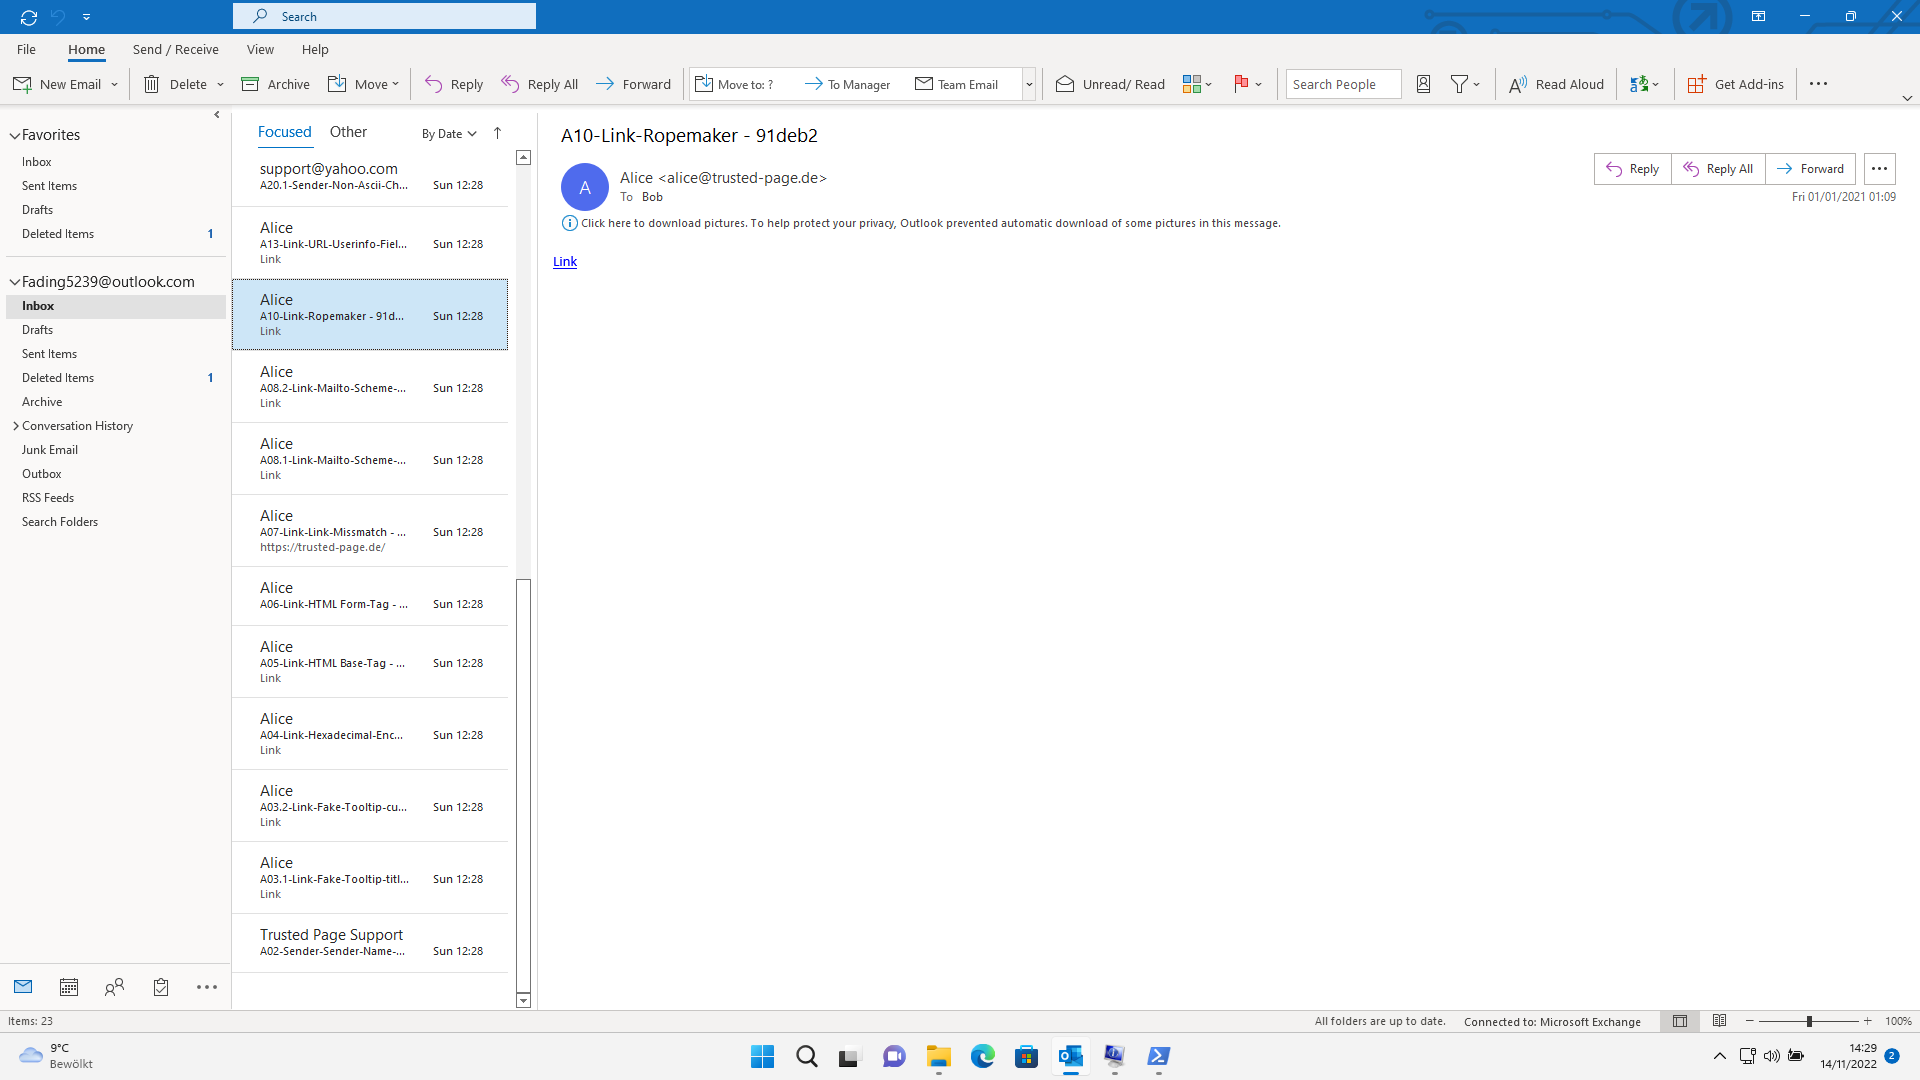 Search
File
Home
Send / Receive
View
Help
New Email
Delete
Archive
Move
Reply
Reply All
Forward
Move to: ?
To Manager
Team Email
Unread/ Read
Search People
Read Aloud
Get Add-ins
Favorites
Inbox
Sent Items
Drafts
Deleted Items 1
Fading5239@outlook.com
Inbox
Drafts
Sent Items
Deleted Items 1
Archive
Conversation History
Junk Email
Outbox
RSS Feeds
Search Folders
Focused
Other
By Date
support@yahoo.com
A20.1-Sender-Non-Ascii-Ch... Sun 12:28
Alice
A13-Link-URL-Userinfo-Fiel... Sun 12:28
Link
Alice
A10-Link-Ropemaker - 91d... Sun 12:28
Link
Alice
A08.2-Link-Mailto-Scheme-... Sun 12:28
Link
Alice
A08.1-Link-Mailto-Scheme-... Sun 12:28
Link
Alice
A07-Link-Link-Missmatch - ... Sun 12:28
https://trusted-page.de/
Alice
A06-Link-HTML Form-Tag - ... Sun 12:28
Alice
A05-Link-HTML Base-Tag - ... Sun 12:28
Link
Alice
A04-Link-Hexadecimal-Enc... Sun 12:28
Link
Alice
A03.2-Link-Fake-Tooltip-cu... Sun 12:28
Link
Alice
A03.1-Link-Fake-Tooltip-titl... Sun 12:28
Link
Trusted Page Support
A02-Sender-Sender-Name-... Sun 12:28
A10-Link-Ropemaker - 91deb2
A
Alice <alice@trusted-page.de>
To Bob
Reply
Reply All
Forward
Fri 01/01/2021 01:09
Click here to download pictures. To help protect your privacy, Outlook prevented automatic download of some pictures in this message.
Link
Items: 23
All folders are up to date.
Connected to: Microsoft Exchange
100%
9°C
Bewölkt
14:29
14/11/2022
2